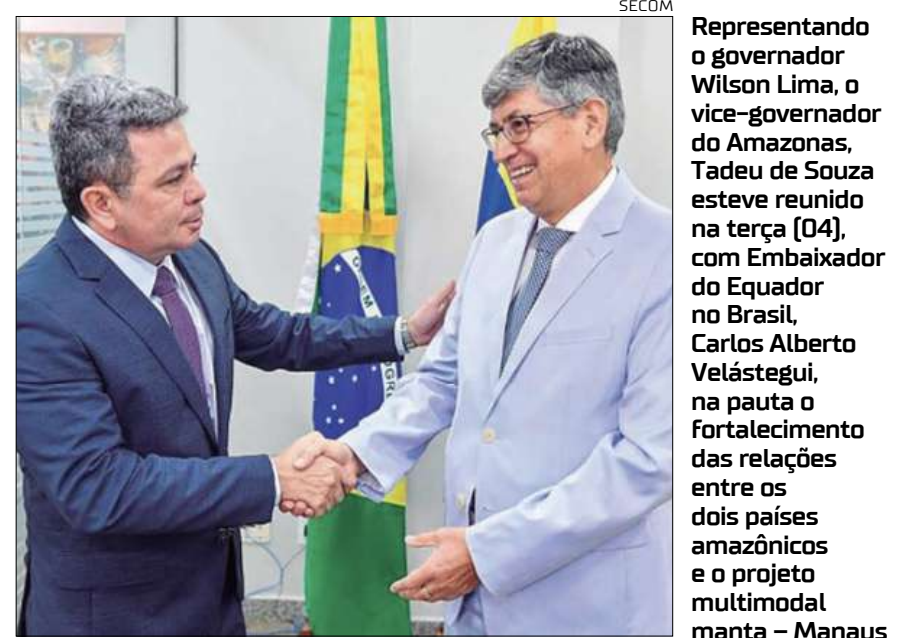 SECOM
Representando
o governador
Wilson Lima, o
vice-governador
do Amazonas,
Tadeu de Souza
esteve reunido
na terça (04),
com Embaixador
do Equador
no Brasil,
Carlos Alberto
Velástegui,
na pauta o
fortalecimento
das relações
entre os
dois países
amazônicos
e o projeto
multimodal
manta – Manaus